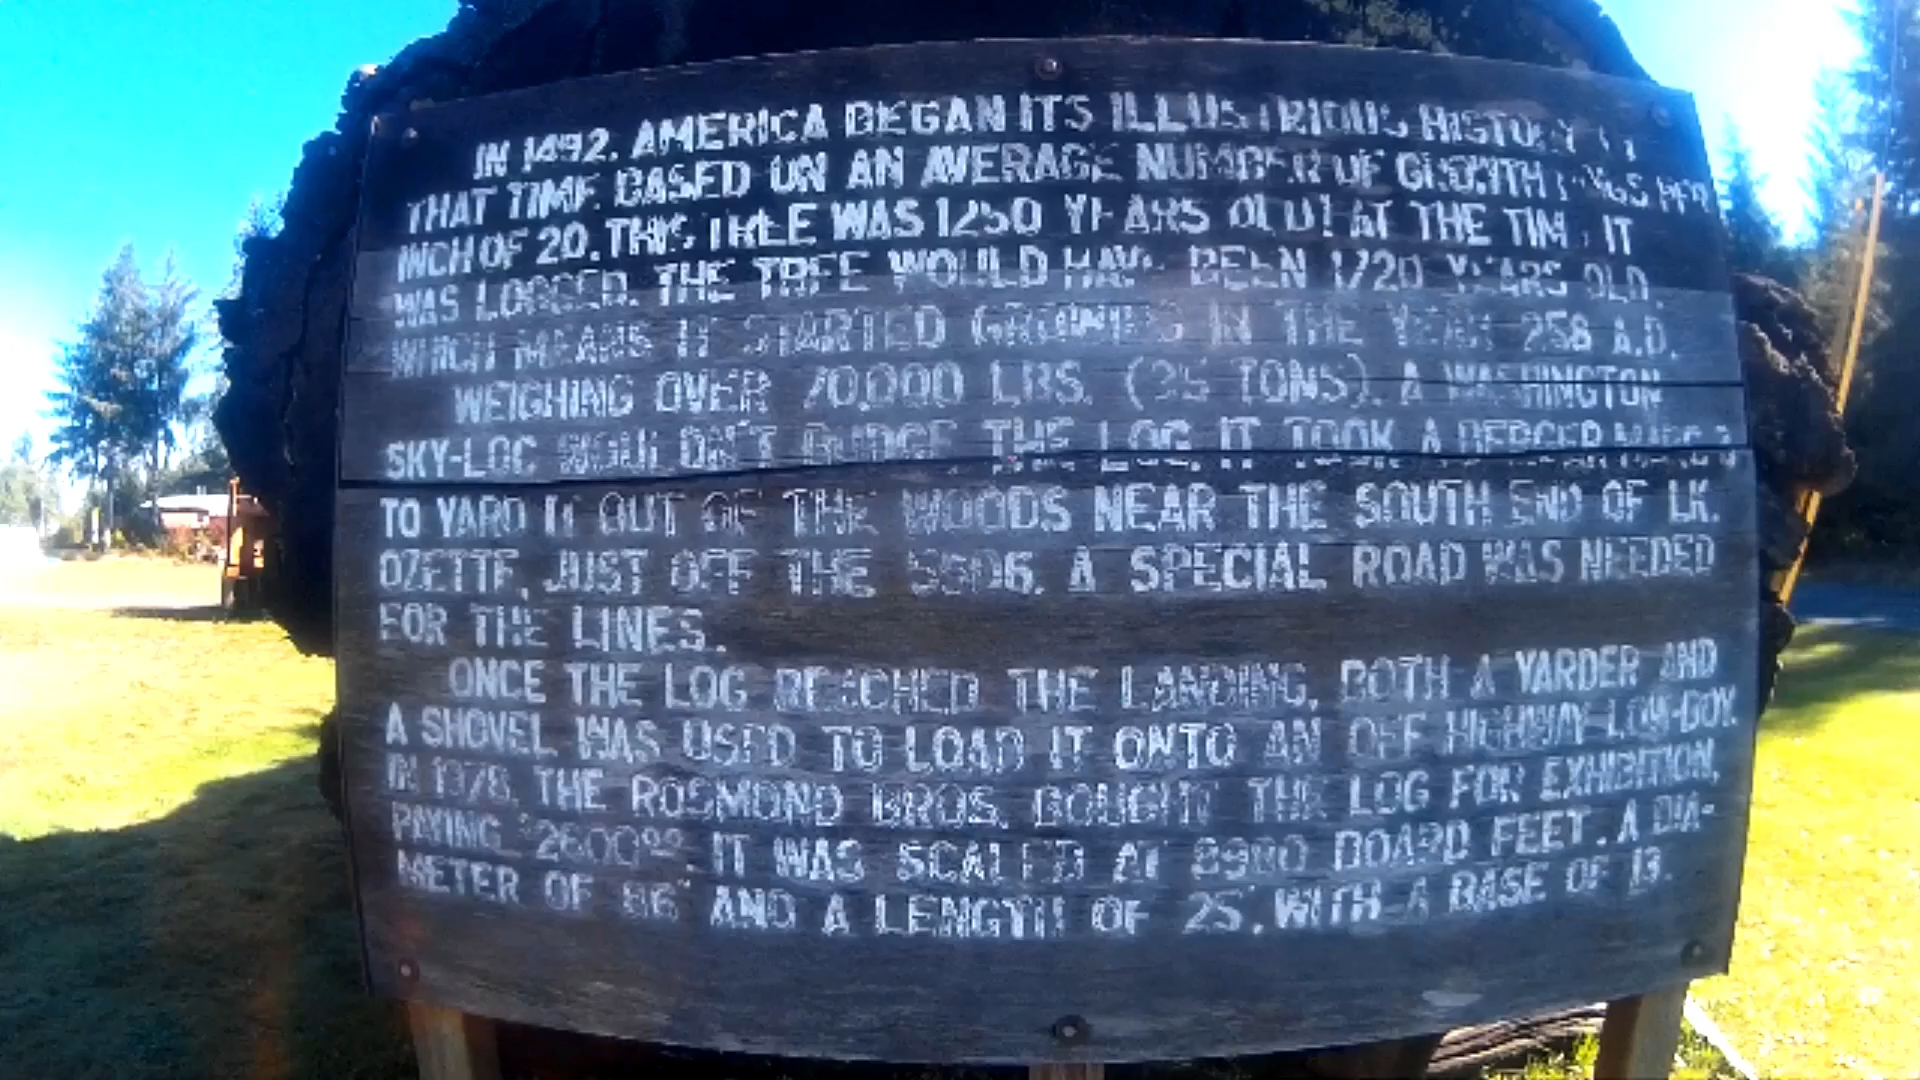 IN 1492, AMERICA BEGAN ITS ILLUSTRIOUS HISTORY. AT
THAT TIME, BASED ON AN AVERAGE NUMBER OF GROWTH RINGS PER
INCH OF 20, THIS TREE WAS 1250 YEARS OLD! AT THE TIME IT
WAS LOGGED, THE TREE WOULD HAVE BEEN 1720 YEARS OLD,
WHICH MEANS IT STARTED GROWING IN THE YEAR 258 A.D.
WEIGHING OVER 70,000 LBS. (35 TONS), A WASHINGTON
SKY-LOC WOULDN'T BUDGE THE LOG. IT TOOK A BERGER
TO YARD IT OUT OF THE WOODS NEAR THE SOUTH END OF LK.
OZETTE, JUST OFF THE 5506. A SPECIAL ROAD WAS NEEDED
FOR THE LINES.
ONCE THE LOG REACHED THE LANDING, BOTH A YARDER AND
A SHOVEL WAS USED TO LOAD IT ONTO AN OFF HIGHWAY LOW-BOY.
IN 1978, THE ROSMOND BROS. BOUGHT THE LOG FOR EXHIBITION,
PAYING $2600⁰⁰. IT WAS SCALED AT 8980 BOARD FEET. A DIA-
METER OF 86" AND A LENGTH OF 25', WITH A BASE OF 13'.